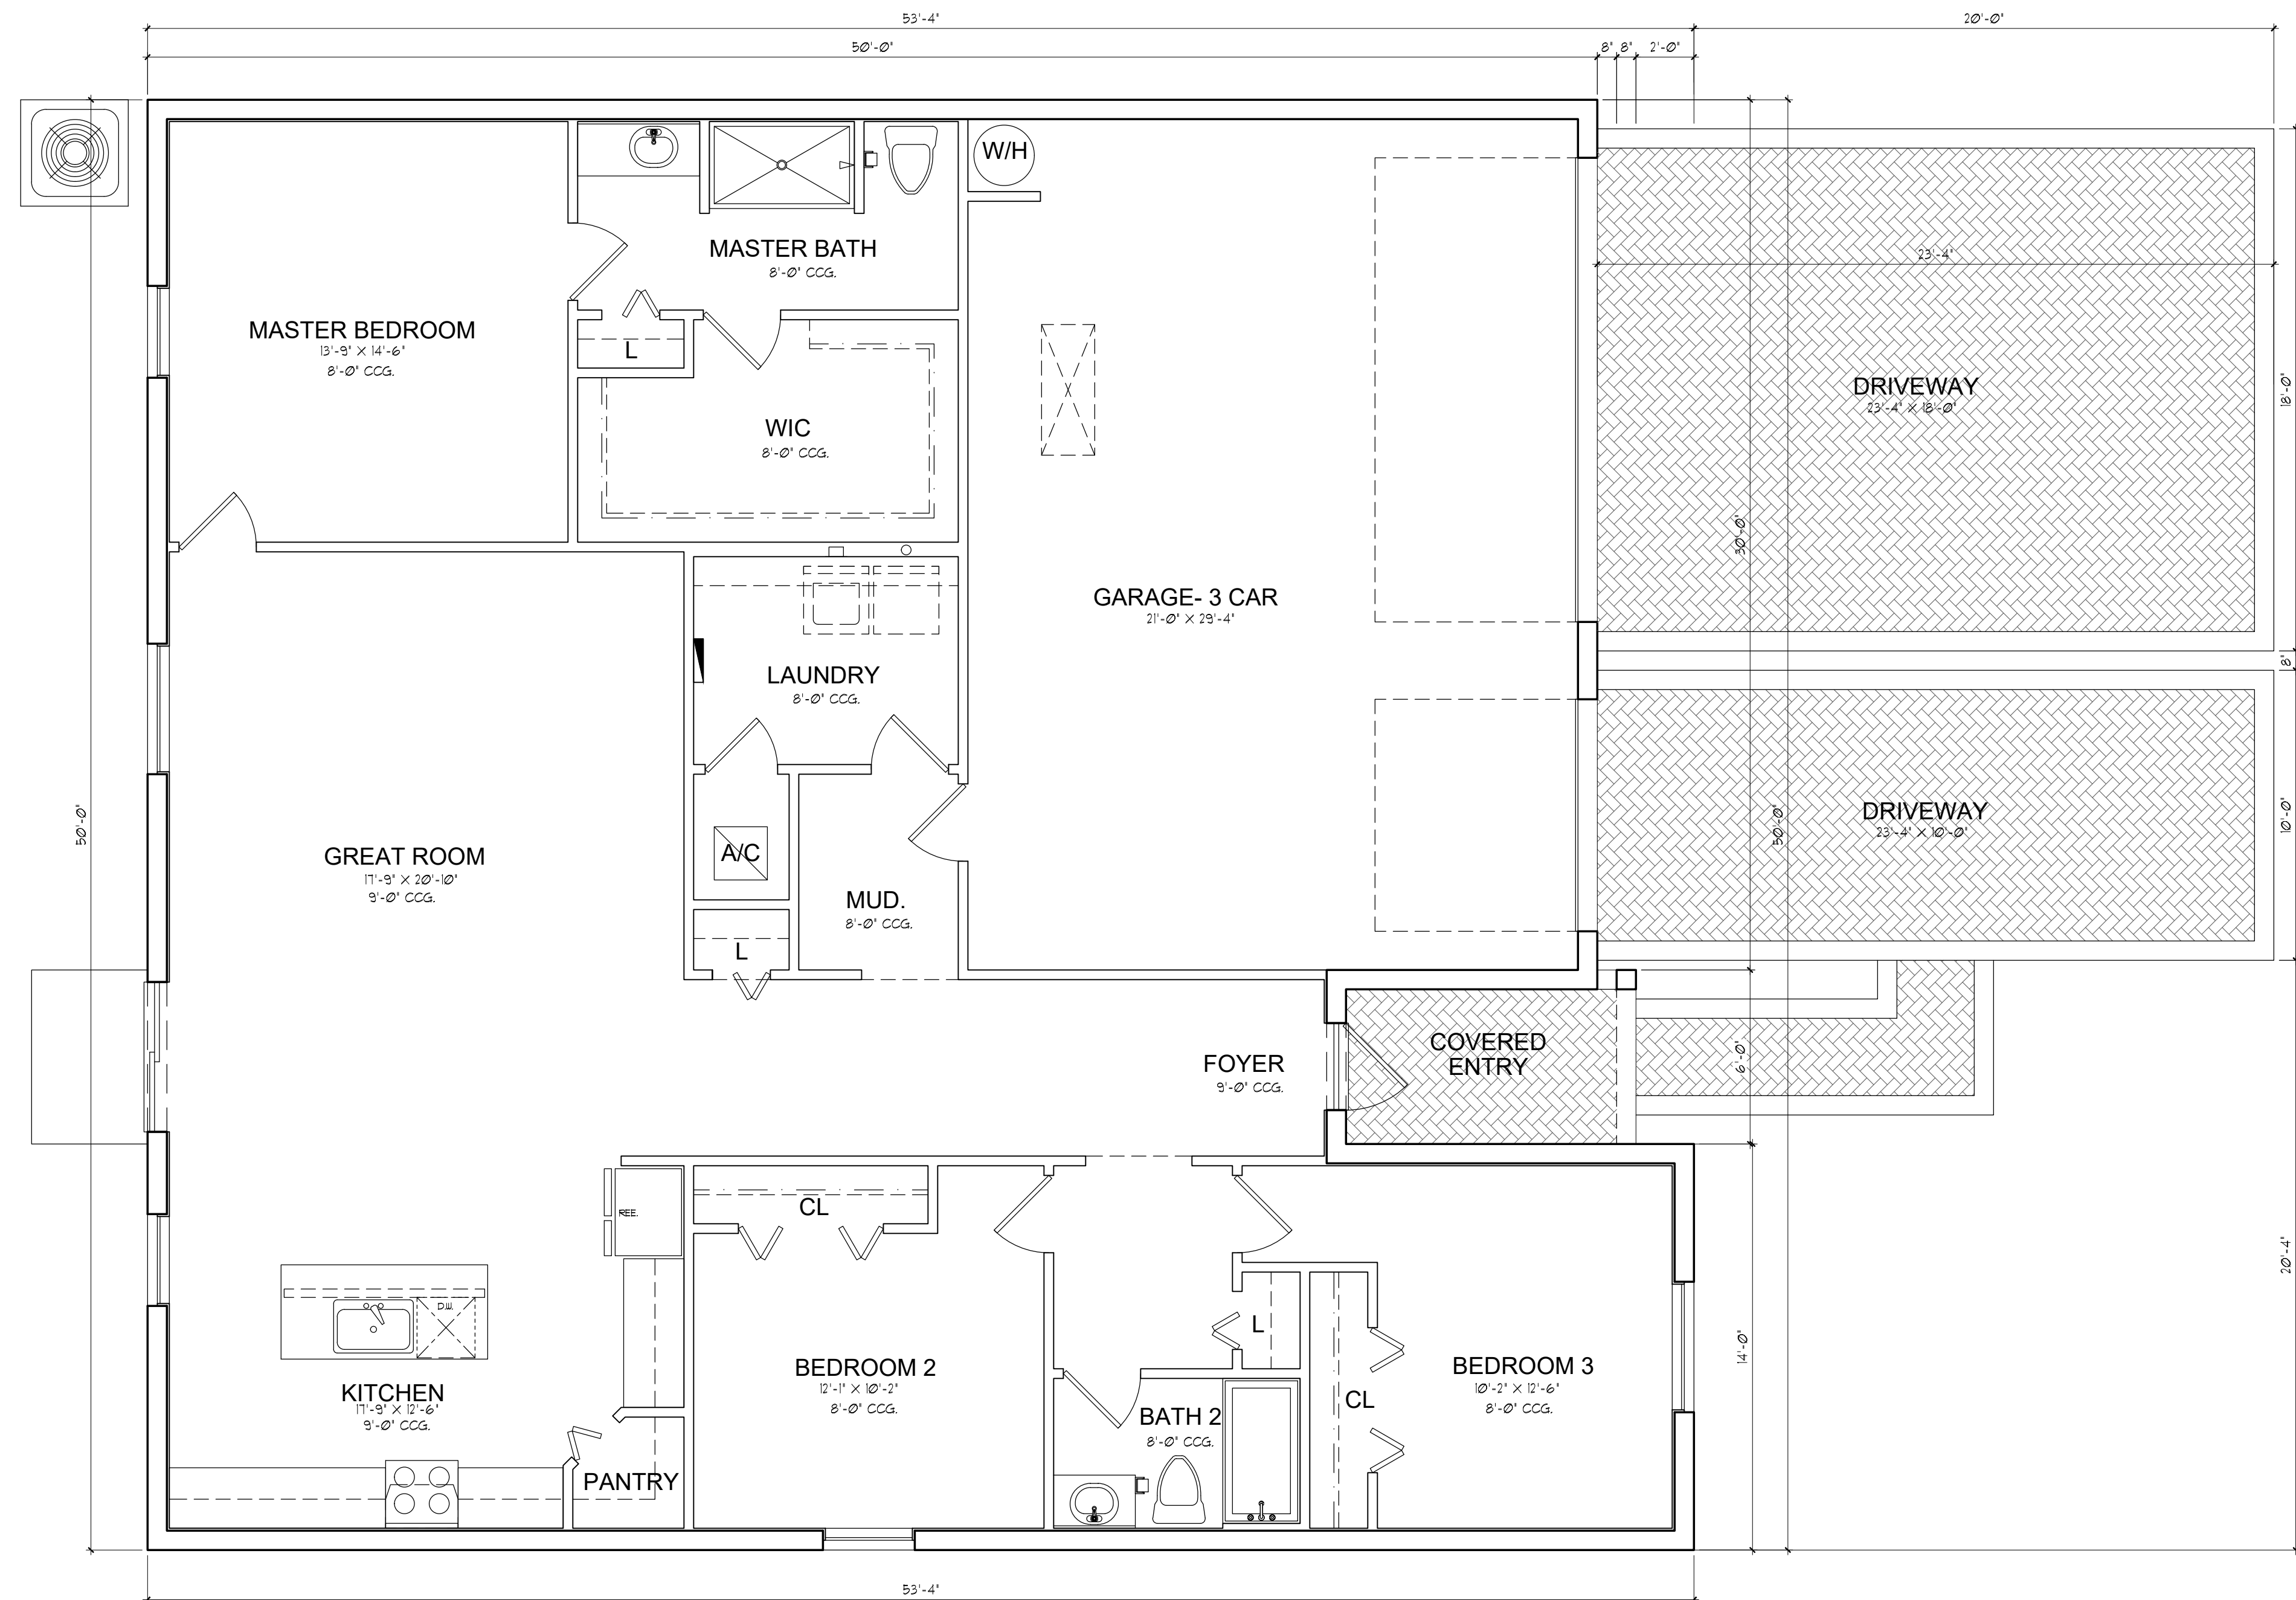 53'-4"
20'-0"
50'-0"
8"
8"
2'-0"
W/H
MASTER BATH
8'-0" CCG.
23'-4"
MASTER BEDROOM
13'-9" X 14'-6"
8'-0" CCG.
L
WIC
8'-0" CCG.
DRIVEWAY
23'-4" X 18'-0"
18'-0"
30'-0"
GARAGE- 3 CAR
21'-0" X 29'-4"
LAUNDRY
8'-0" CCG.
8"
50'-0"
GREAT ROOM
17'-9" X 20'-10"
9'-0" CCG.
A/C
MUD.
8'-0" CCG.
L
50'-0"
DRIVEWAY
23'-4" X 10'-0"
10'-0"
FOYER
9'-0" CCG.
COVERED
ENTRY
6'-0"
REF.
CL
20'-4"
D.W.
KITCHEN
17'-9" X 12'-6"
9'-0" CCG.
BEDROOM 2
12'-1" X 10'-2"
8'-0" CCG.
L
BATH 2
8'-0" CCG.
CL
BEDROOM 3
10'-2" X 12'-6"
8'-0" CCG.
14'-0"
PANTRY
53'-4"